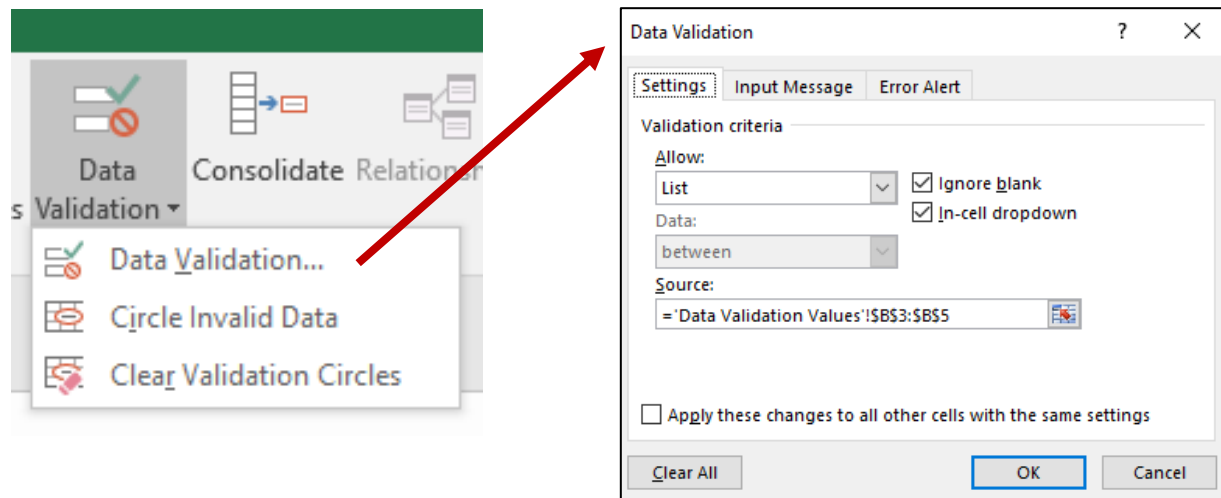 Data
Validation
Consolidate
Relationsh
s
Data Validation...
Circle Invalid Data
Clear Validation Circles
Data Validation
?
Settings
Input Message
Error Alert
Validation criteria
Allow:
List
Ignore blank
In-cell dropdown
Data:
between
Source:
='Data Validation Values'!$B$3:$B$5
Apply these changes to all other cells with the same settings
Clear All
OK
Cancel